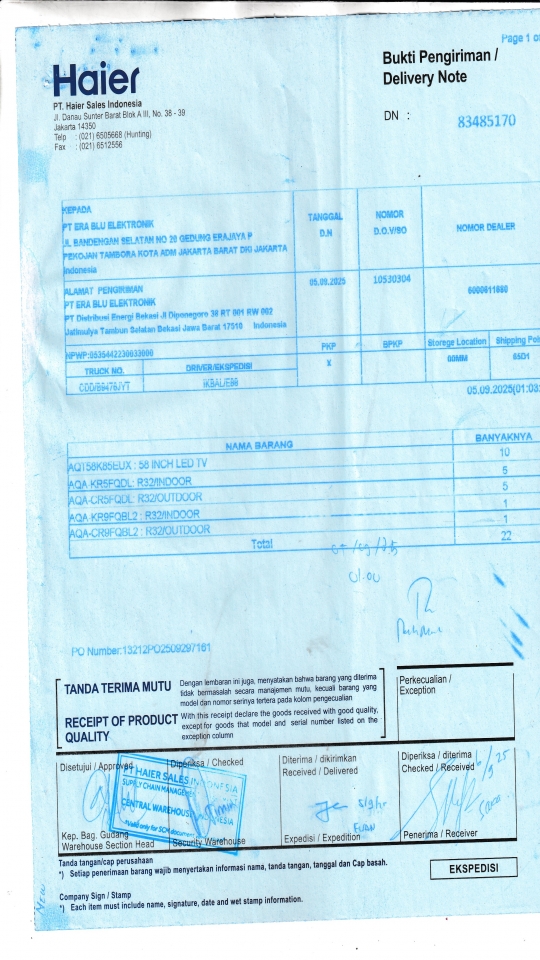 Page 1 of
Haier
Bukti Pengiriman /
Delivery Note
PT. Haier Sales Indonesia
Jl. Danau Sunter Barat Blok A III, No. 38 - 39
Jakarta 14350
Telp : (021) 6505668 (Hunting)
Fax : (021) 6512556
DN : 83485170
KEPADA
PT ERA BLU ELEKTRONIK
JL BANDENGAN SELATAN NO 20 GEDUNG ERAJAYA P
PEKOJAN TAMBORA KOTA ADM JAKARTA BARAT DKI JAKARTA
Indonesia
TANGGAL
D.N
NOMOR
D.O.V/SO
NOMOR DEALER
ALAMAT PENGIRIMAN
PT ERA BLU ELEKTRONIK
PT Distribusi Energi Bekasi Jl Diponegoro 38 RT 001 RW 002
Jatimulya Tambun Selatan Bekasi Jawa Barat 17510 Indonesia
05.09.2025
10530304
NPWP:0635442230033000
PKP
BPKP
Storege Location
Shipping Poi
TRUCK NO.
DRIVER/EKSPEDISI
X
00MM
65D1
IKBAL/E68
05.09.2025(01:03:
NAMA BARANG BANYAKNYA
AQT58K85EUX : 58 INCH LED TV 10
AQA-KR5FQDL: R32/INDOOR 5
AQA-CR5FQDL: R32/OUTDOOR 5
AQA-KR9FQBL2 : R32/INDOOR 1
AQA-CR9FQBL2 : R32/OUTDOOR 1
Total 22
01.00
PO Number:13212PO2509297161
TANDA TERIMA MUTU
Dengan lembaran ini juga, menyatakan bahwa barang yang diterima
tidak bermasalah secara manajemen mutu, kecuali barang yang
model dan nomor serinya tertera pada kolom pengecualian
RECEIPT OF PRODUCT
QUALITY
With this receipt declare the goods received with good quality,
except for goods that model and serial number listed on the
exception column
Perkecualian /
Exception
Disetujui / Approved
Diperiksa / Checked
Diterima / dikirimkan
Received / Delivered
Diperiksa / diterima
Checked / Received
PT HAIER SALES INDONESIA
SUPPLY CHAIN MANAGEMENT
CENTRAL WAREHOUSE
*Valid only for SCM document
Kep. Bag. Gudang
Warehouse Section Head
Security Warehouse
Expedisi / Expedition
Penerima / Receiver
Tanda tangan/cap perusahaan
*) Setiap penerimaan barang wajib menyertakan informasi nama, tanda tangan, tanggal dan Cap basah.
EKSPEDISI
Company Sign / Stamp
*) Each item must include name, signature, date and wet stamp information.